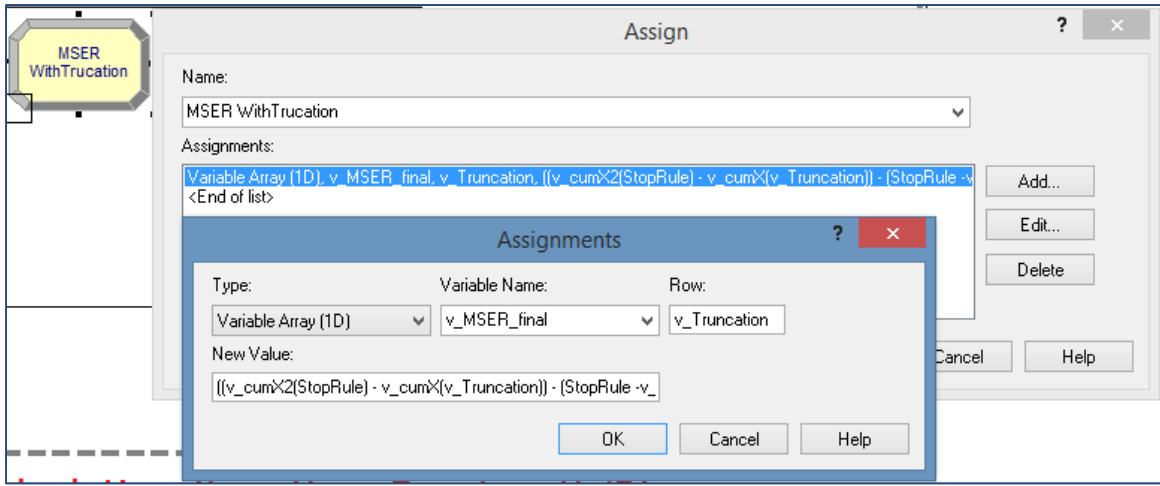 MSER
WithTrucation
Assign
?
×
Name:
MSER WithTrucation
Assignments:
Variable Array (1D), v_MSER_final, v_Truncation, ((v_cumX2(StopRule) - v_cumX(v_Truncation)) - (StopRule -v
<End of list>
Add...
Edit...
Delete
Assignments
?
×
Type:
Variable Name:
Row:
Variable Array (1D)
v_MSER_final
v_Truncation
New Value:
((v_cumX2(StopRule) - v_cumX(v_Truncation)) - (StopRule -v_
OK
Cancel
Help
Cancel
Help